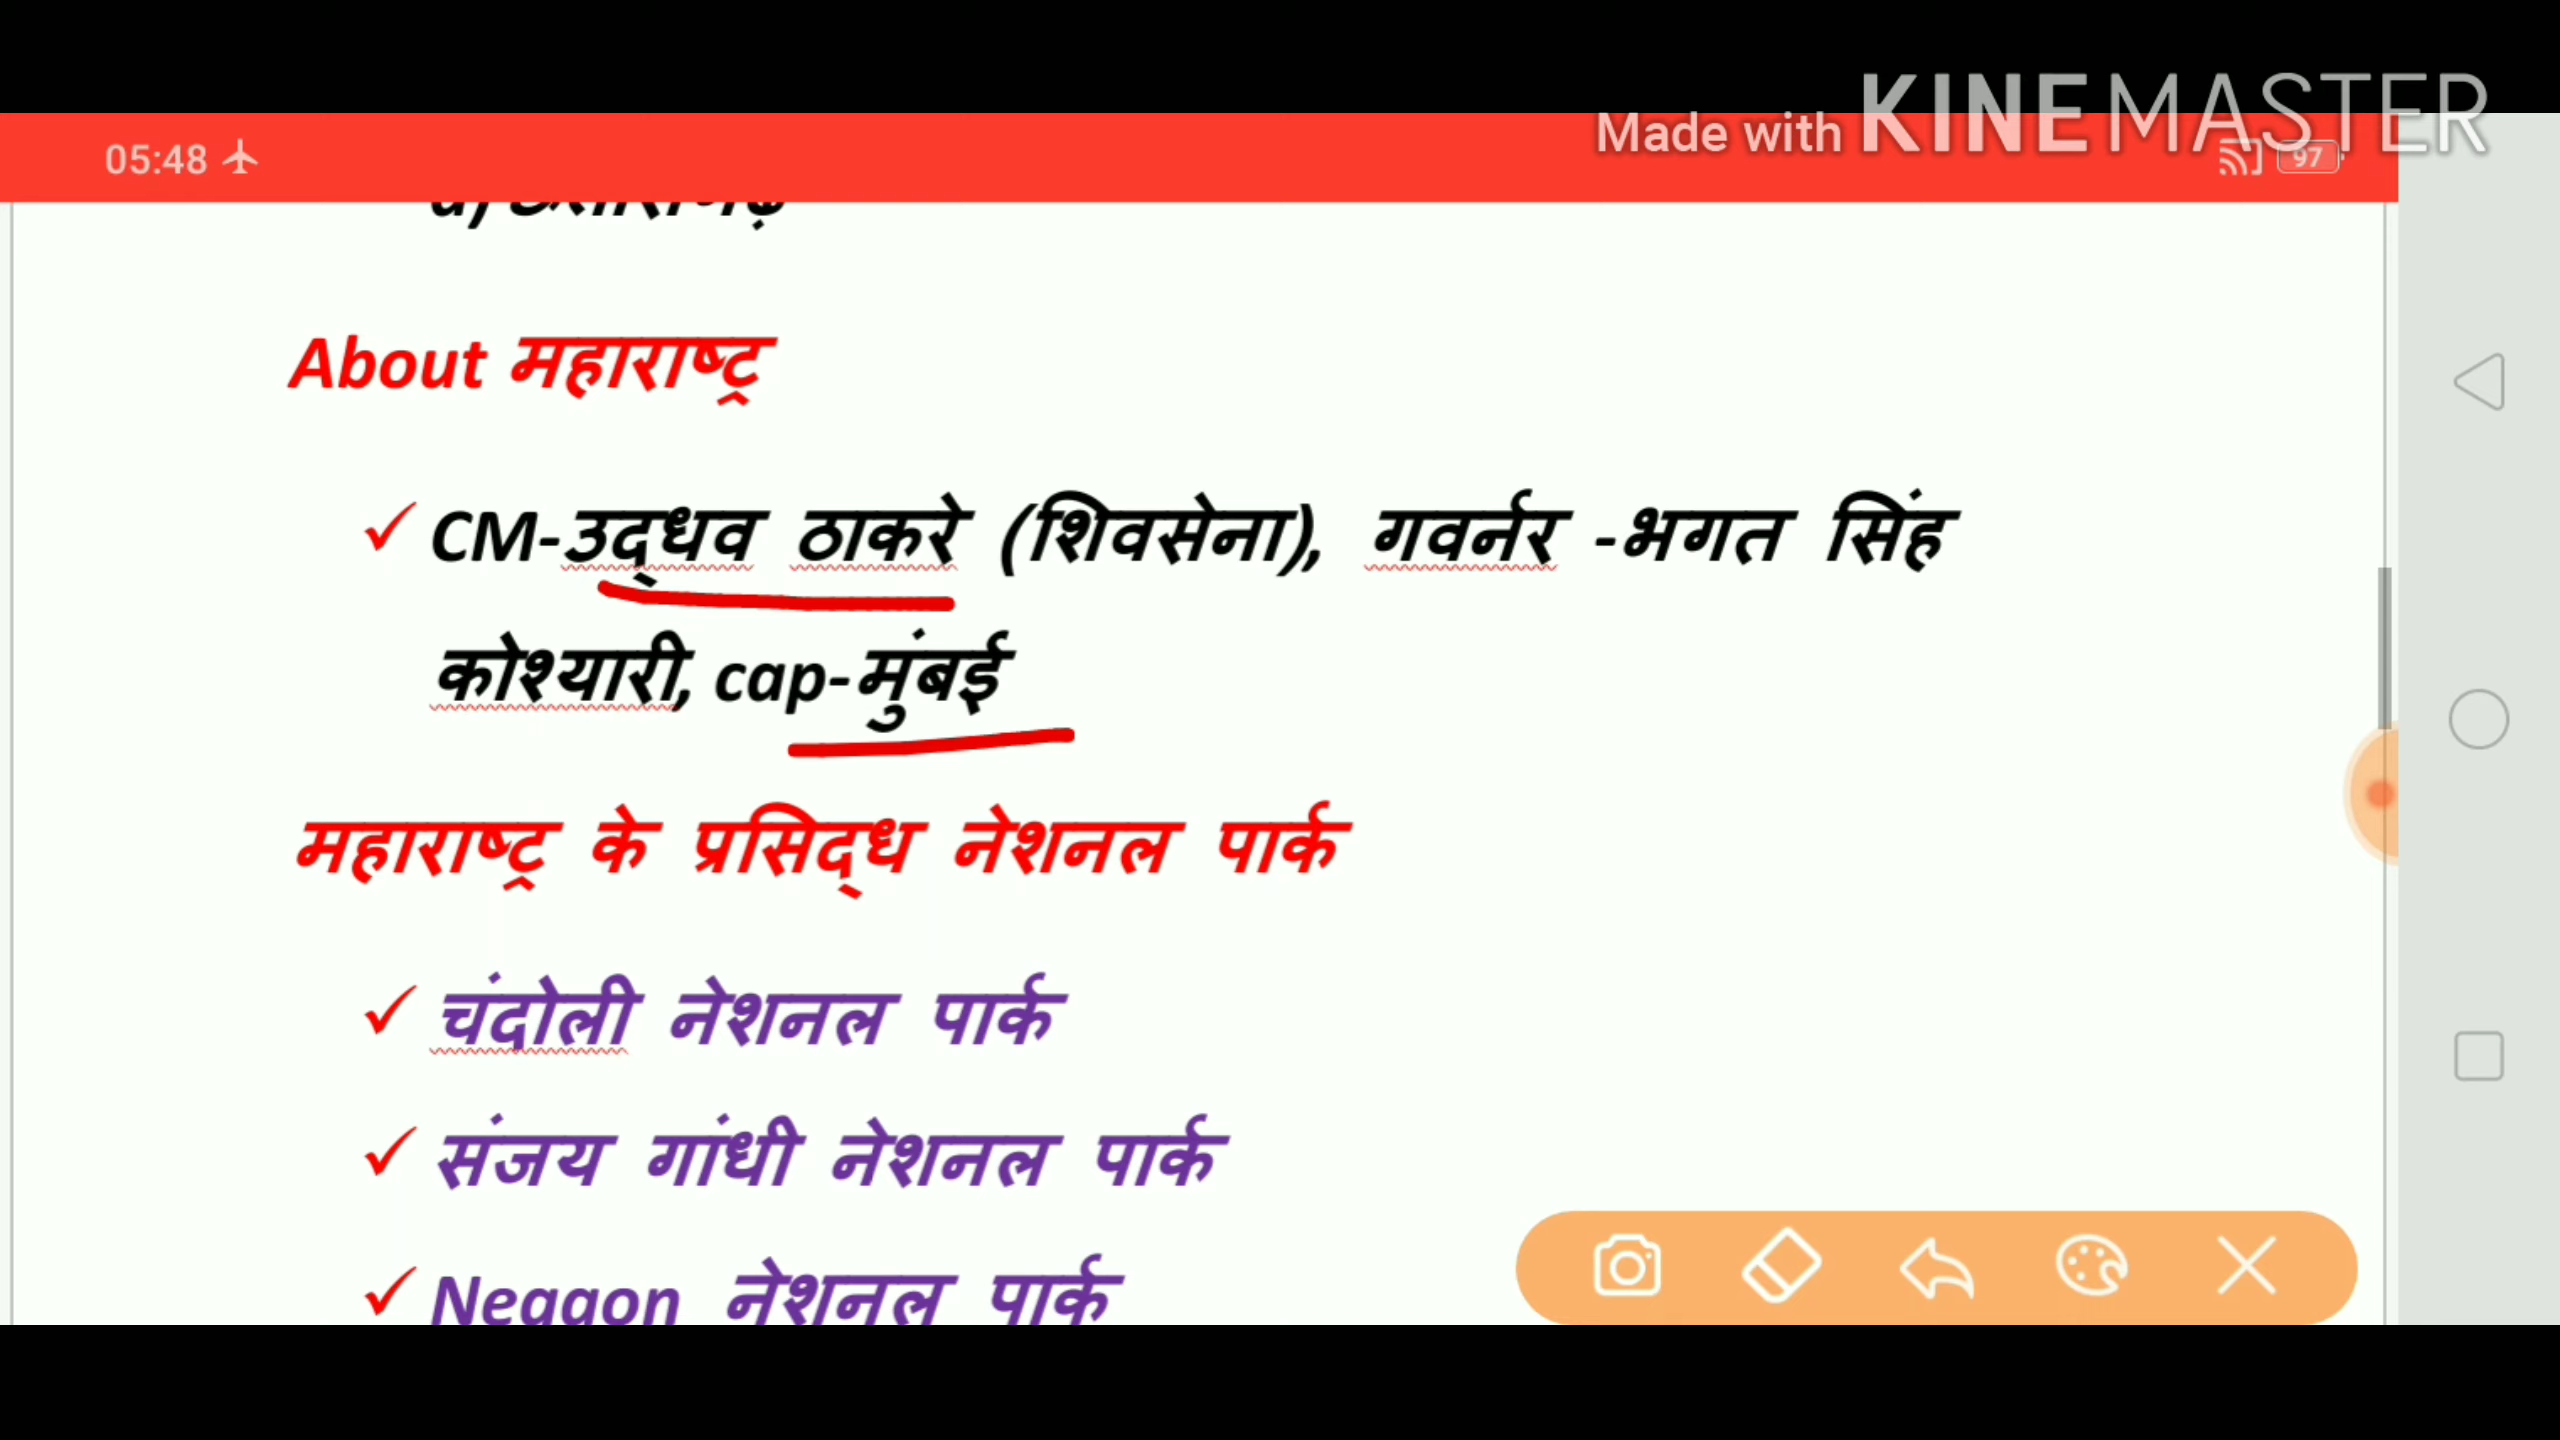 Made with KINEMASTER
05:48
97
About महाराष्ट्र
CM-उद्धव ठाकरे (शिवसेना), गवर्नर -भगत सिंह
कोश्यारी, cap-मुंबई
महाराष्ट्र के प्रसिद्ध नेशनल पार्क
चंदोली नेशनल पार्क
संजय गांधी नेशनल पार्क
नेशनल पार्क